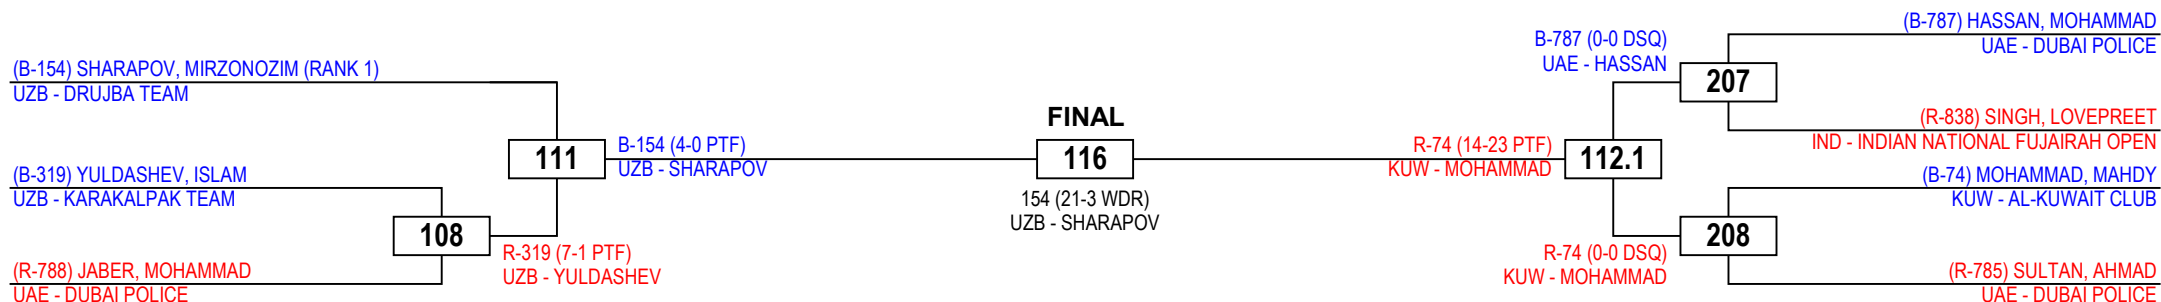 (B-154) SHARAPOV, MIRZONOZIM (RANK 1)
UZB - DRUJBA TEAM
(B-319) YULDASHEV, ISLAM
UZB - KARAKALPAK TEAM
(R-788) JABER, MOHAMMAD
UAE - DUBAI POLICE
108
R-319 (7-1 PTF)
UZB - YULDASHEV
111
B-154 (4-0 PTF)
UZB - SHARAPOV
FINAL
116
154 (21-3 WDR)
UZB - SHARAPOV
R-74 (14-23 PTF)
KUW - MOHAMMAD
112.1
B-787 (0-0 DSQ)
UAE - HASSAN
R-74 (0-0 DSQ)
KUW - MOHAMMAD
207
208
(B-787) HASSAN, MOHAMMAD
UAE - DUBAI POLICE
(R-838) SINGH, LOVEPREET
IND - INDIAN NATIONAL FUJAIRAH OPEN
(B-74) MOHAMMAD, MAHDY
KUW - AL-KUWAIT CLUB
(R-785) SULTAN, AHMAD
UAE - DUBAI POLICE